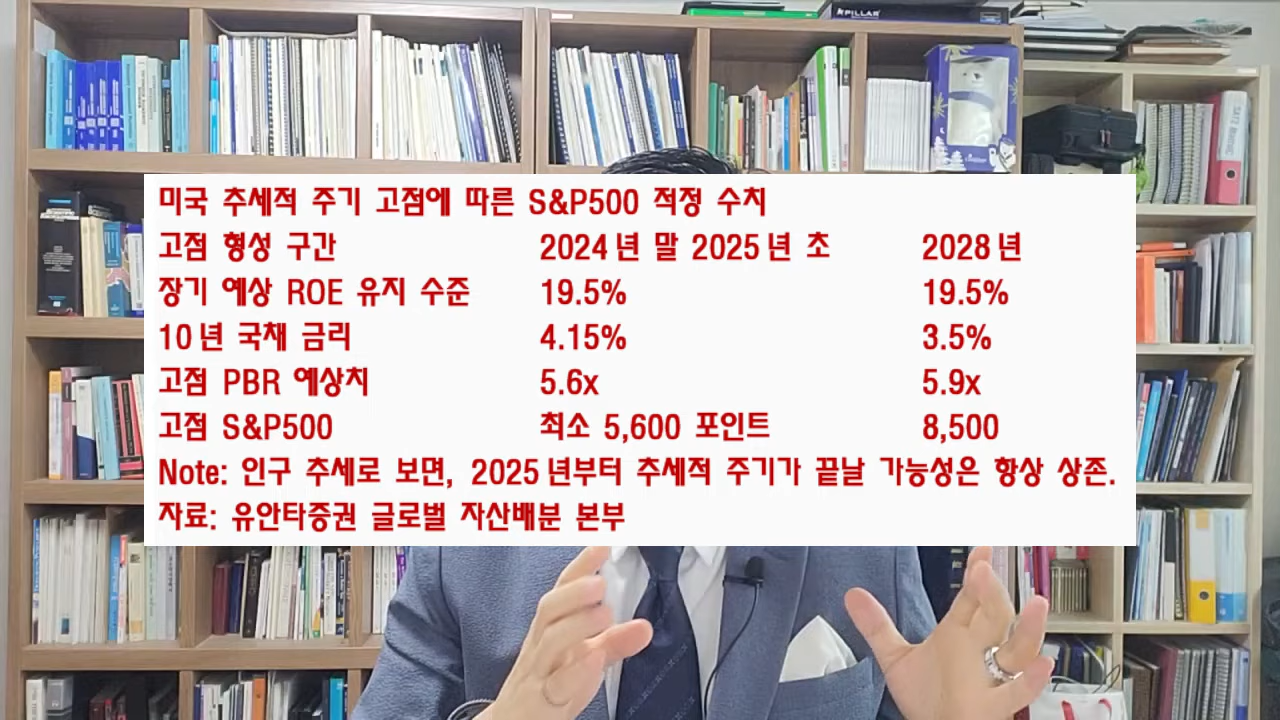 PILLAR
미국 추세적 주기 고점에 따른 S&P500 적정 수치
고점 형성 구간 2024년 말 2025년 초 2028년
장기 예상 ROE 유지 수준 19.5% 19.5%
10년 국채 금리 4.15% 3.5%
고점 PBR 예상치 5.6x 5.9x
고점 S&P500 최소 5,600 포인트 8,500
Note: 인구 추세로 보면, 2025년부터 추세적 주기가 끝날 가능성은 항상 상존.
자료: 유안타증권 글로벌 자산배분 본부